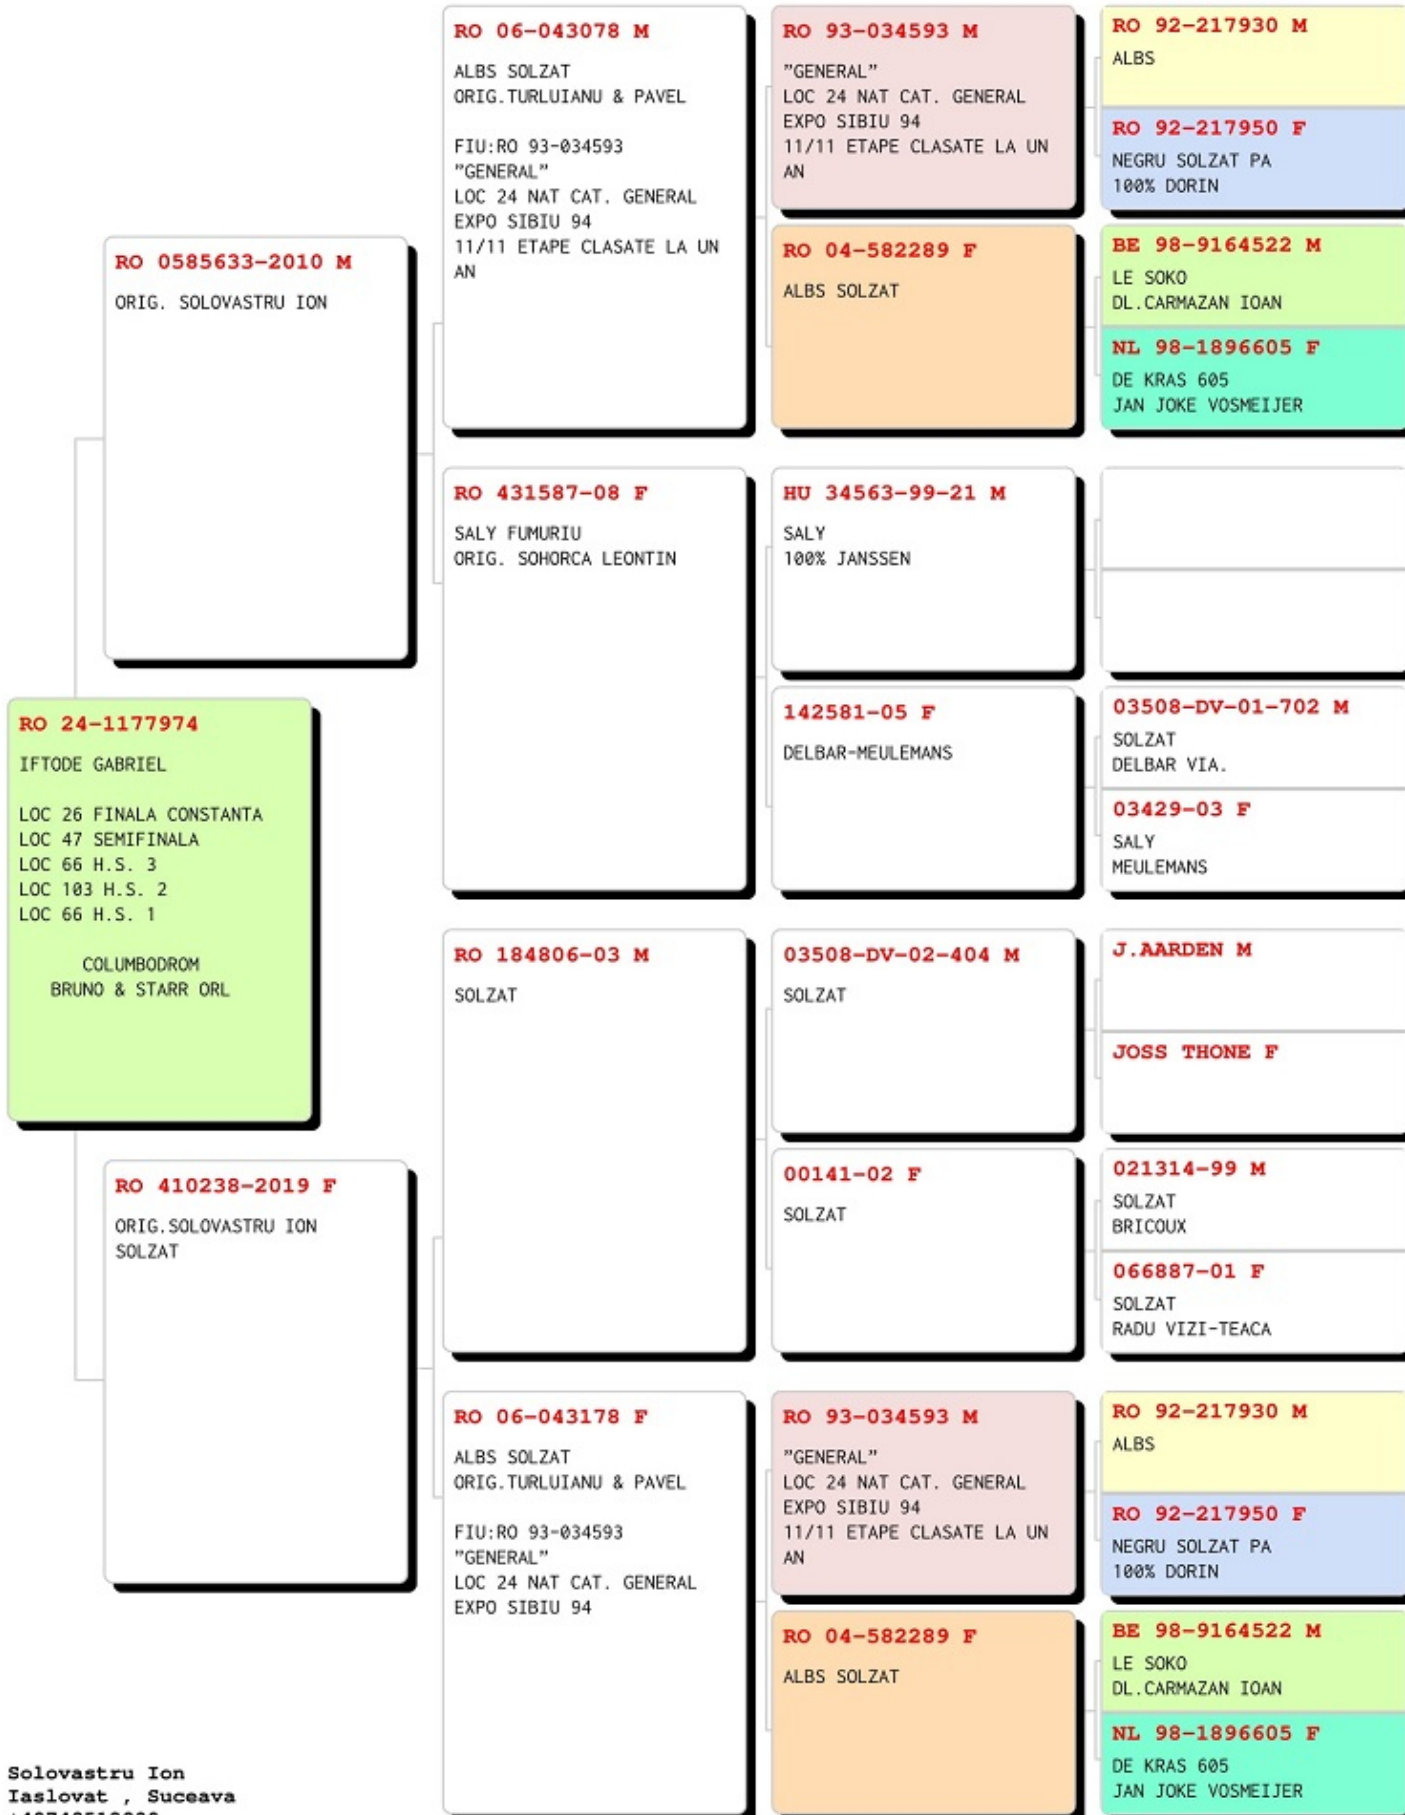 RO 24-1177974
IFTODE GABRIEL
LOC 26 FINALA CONSTANTA
LOC 47 SEMIFINALA
LOC 66 H.S. 3
LOC 103 H.S. 2
LOC 66 H.S. 1
COLUMBODROM
BRUNO & STARR ORL
RO 0585633-2010 M
ORIG. SOLOVASTRU ION
RO 410238-2019 F
ORIG.SOLOVASTRU ION
SOLZAT
RO 06-043078 M
ALBS SOLZAT
ORIG.TURLUIANU & PAVEL
FIU:RO 93-034593
”GENERAL”
LOC 24 NAT CAT. GENERAL
EXPO SIBIU 94
11/11 ETAPE CLASATE LA UN
AN
RO 431587-08 F
SALY FUMURIU
ORIG. SOHORCA LEONTIN
RO 184806-03 M
SOLZAT
RO 06-043178 F
ALBS SOLZAT
ORIG.TURLUIANU & PAVEL
FIU:RO 93-034593
”GENERAL”
LOC 24 NAT CAT. GENERAL
EXPO SIBIU 94
RO 93-034593 M
”GENERAL”
LOC 24 NAT CAT. GENERAL
EXPO SIBIU 94
11/11 ETAPE CLASATE LA UN
AN
RO 04-582289 F
ALBS SOLZAT
HU 34563-99-21 M
SALY
100% JANSSEN
142581-05 F
DELBAR-MEULEMANS
03508-DV-02-404 M
SOLZAT
00141-02 F
SOLZAT
RO 93-034593 M
”GENERAL”
LOC 24 NAT CAT. GENERAL
EXPO SIBIU 94
11/11 ETAPE CLASATE LA UN
AN
RO 04-582289 F
ALBS SOLZAT
RO 92-217930 M
ALBS
RO 92-217950 F
NEGRU SOLZAT PA
100% DORIN
BE 98-9164522 M
LE SOKO
DL.CARMAZAN IOAN
NL 98-1896605 F
DE KRAS 605
JAN JOKE VOSMEIJER
03508-DV-01-702 M
SOLZAT
DELBAR VIA.
03429-03 F
SALY
MEULEMANS
J.AARDEN M
JOSS THONE F
021314-99 M
SOLZAT
BRICOUX
066887-01 F
SOLZAT
RADU VIZI-TEACA
RO 92-217930 M
ALBS
RO 92-217950 F
NEGRU SOLZAT PA
100% DORIN
BE 98-9164522 M
LE SOKO
DL.CARMAZAN IOAN
NL 98-1896605 F
DE KRAS 605
JAN JOKE VOSMEIJER
Solovastru Ion
Iaslovat , Suceava